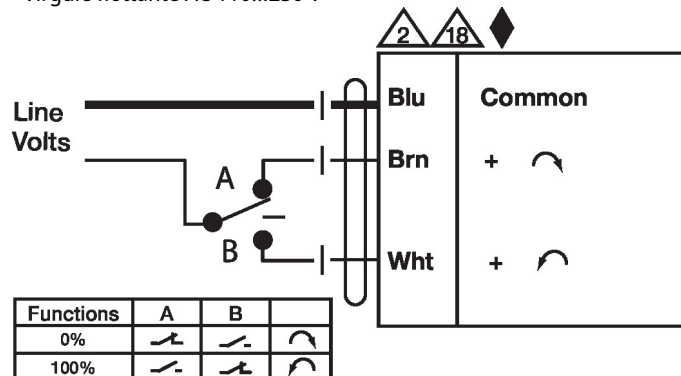 2 18
Line
Volts
Blu Common
Brn +
A
B
Wht +
Functions A B
0%
100%